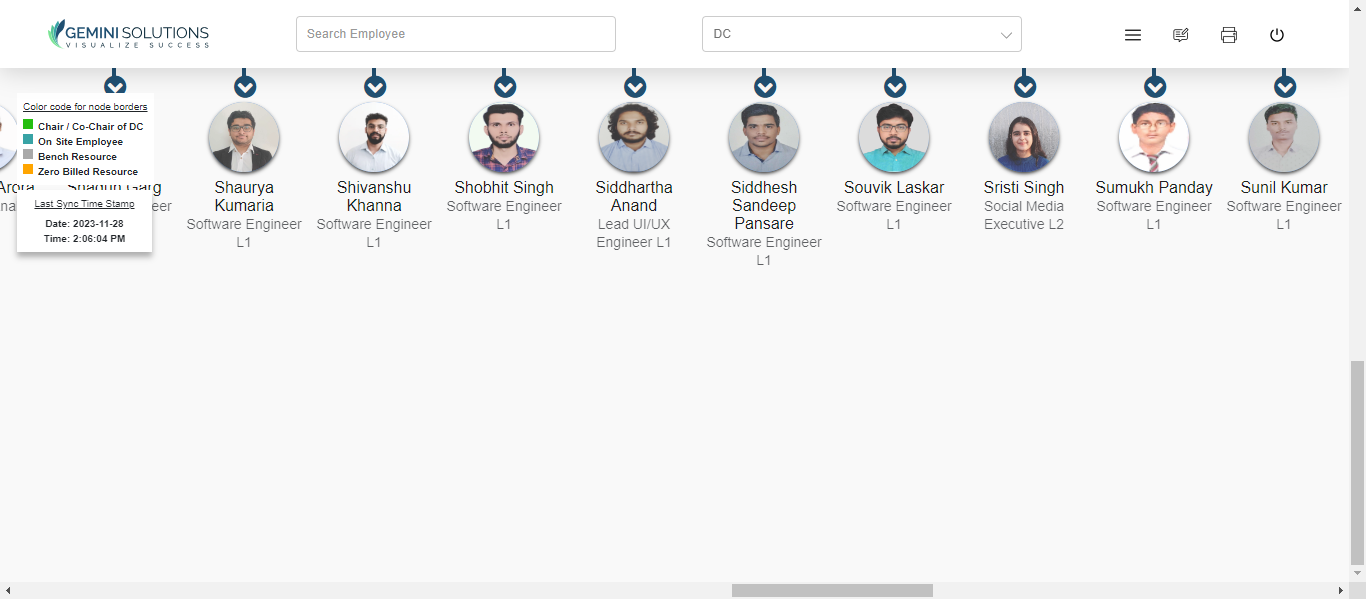 GEMINI SOLUTIONS
VISUALIZE SUCCESS
Search Employee
DC
Color code for node borders
Chair / Co-Chair of DC
On Site Employee
Bench Resource
Zero Billed Resource
Last Sync Time Stamp
Date: 2023-11-28
Time: 2:06:04 PM
Arora
Shagun Garg
Shaurya
Kumaria
Software Engineer
L1
Shivanshu
Khanna
Software Engineer
L1
Shobhit Singh
Software Engineer
L1
Siddhartha
Anand
Lead UI/UX
Engineer L1
Siddhesh
Sandeep
Pansare
Software Engineer
L1
Souvik Laskar
Software Engineer
L1
Sristi Singh
Social Media
Executive L2
Sumukh Panday
Software Engineer
L1
Sunil Kumar
Software Engineer
L1